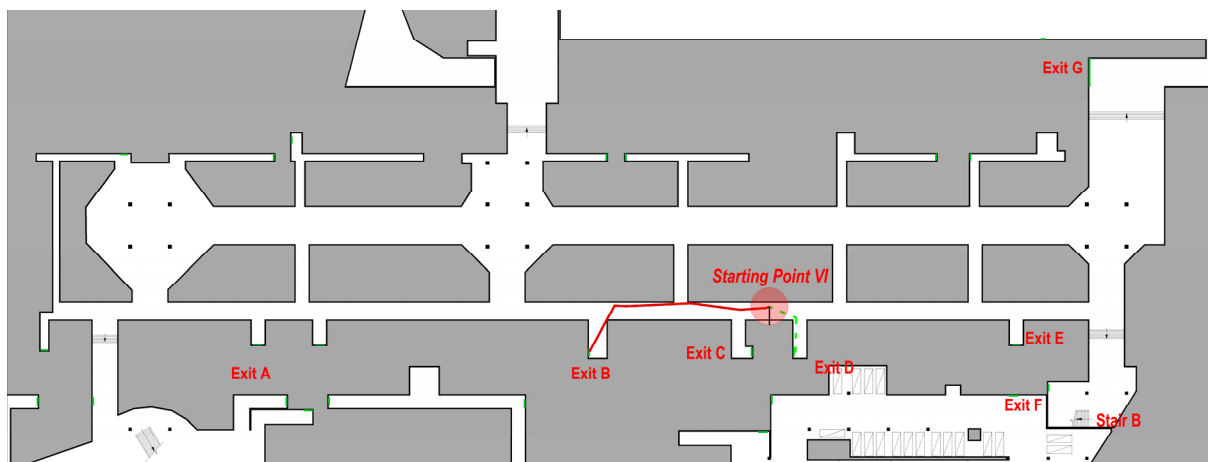 Exit G
Starting Point VI
Exit A
Exit B
Exit C
Exit D
Exit E
Exit F
Stair B